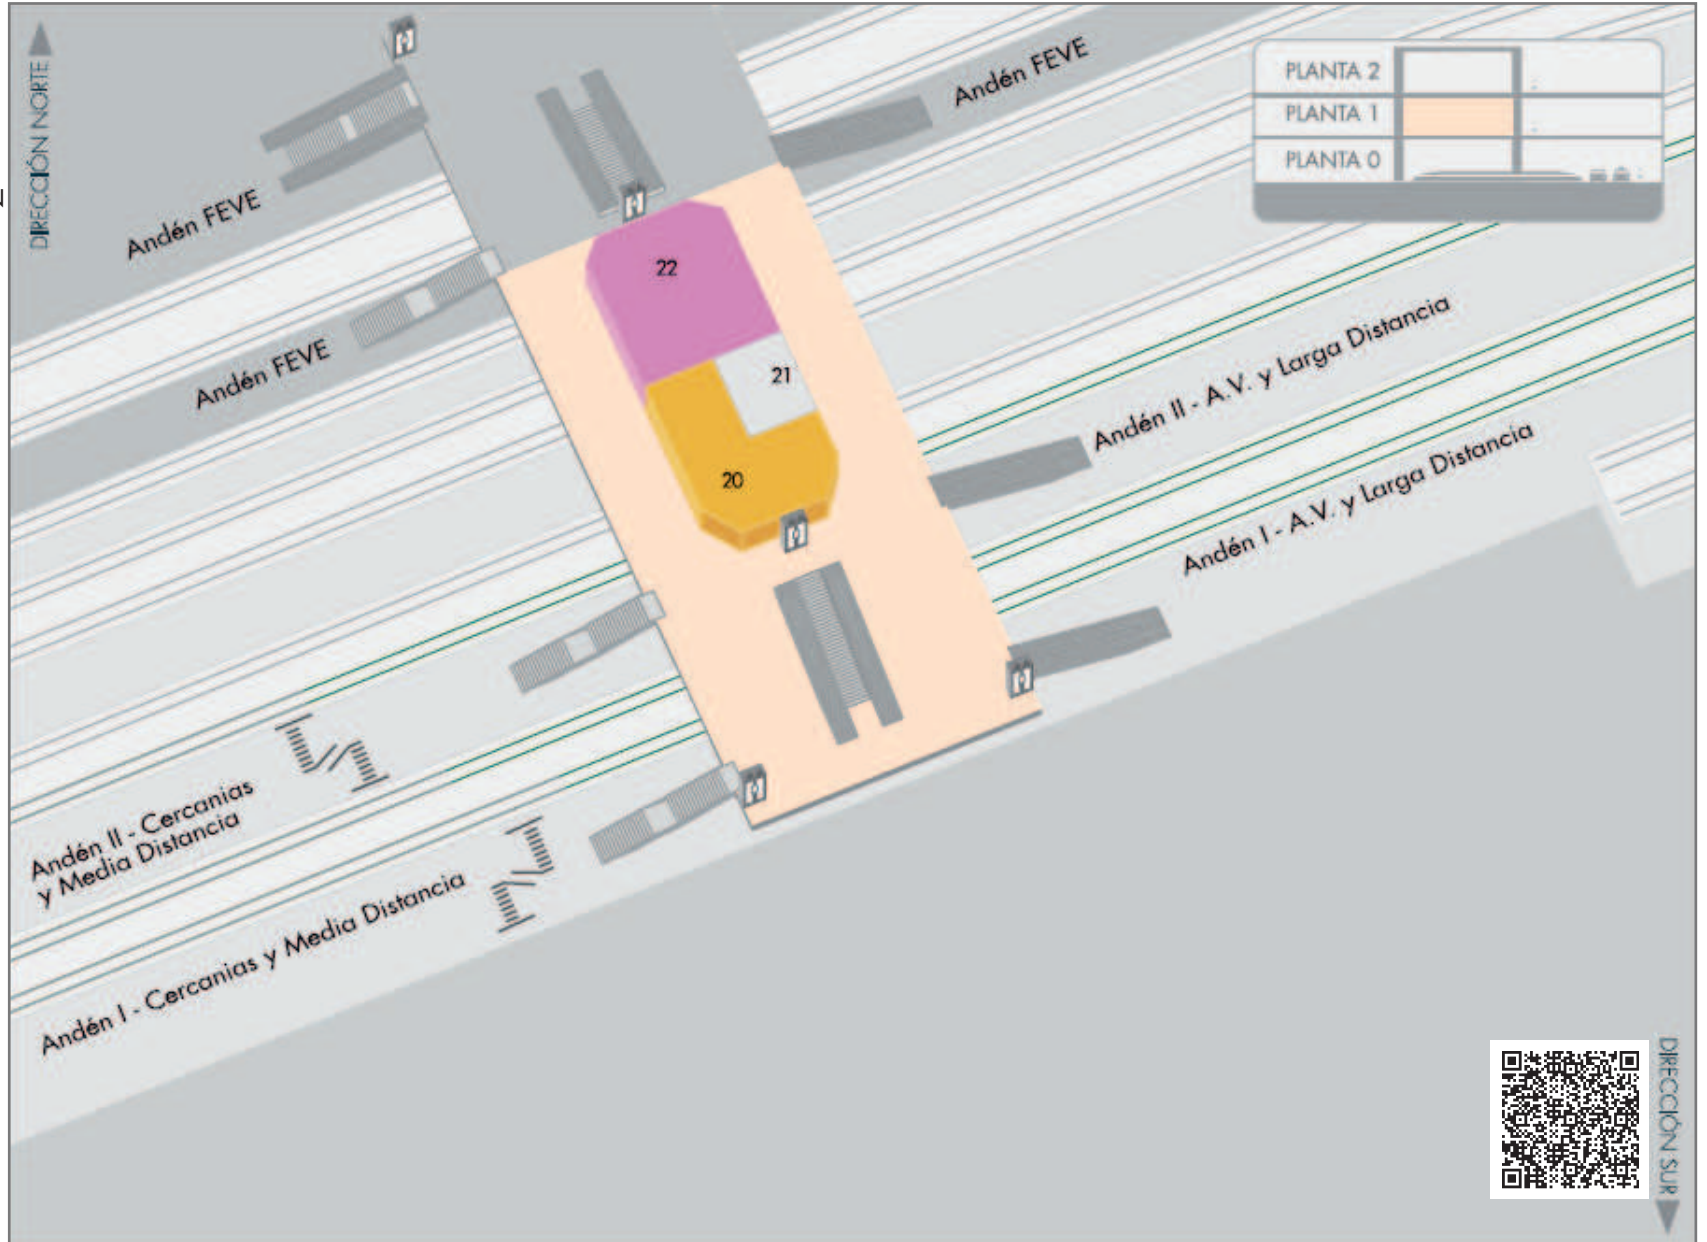 DIRECCIÓN NORTE
Andén FEVE
PLANTA 2
PLANTA 1
PLANTA 0
Andén FEVE
22
Andén FEVE
21
Andén II - A.V. y Larga Distancia
20
Andén I - A.V. y Larga Distancia
Andén II - Cercanias
y Media Distancia
Andén I - Cercanias y Media Distancia
DIRECCIÓN SUR